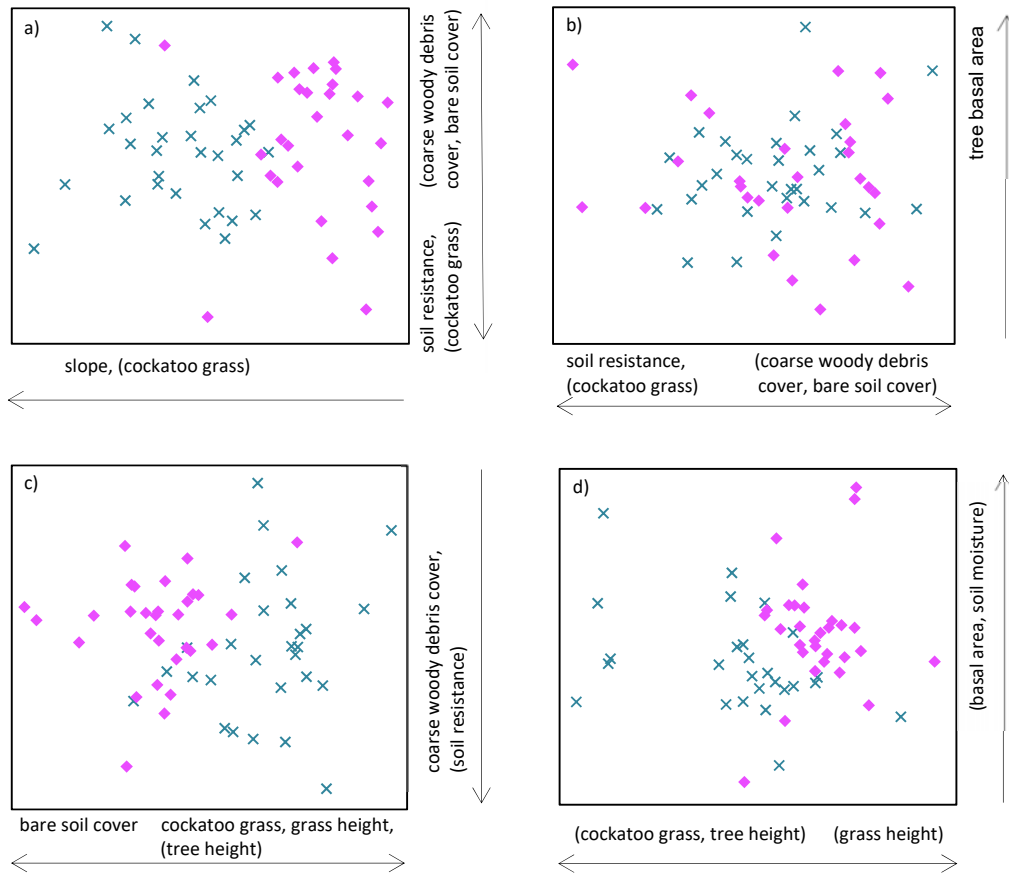 a)
(coarse woody debris
cover, bare soil cover)
soil resistance,
(cockatoo grass)
slope, (cockatoo grass)
b)
tree basal area
soil resistance,
(cockatoo grass)
(coarse woody debris
cover, bare soil cover)
c)
coarse woody debris cover,
(soil resistance)
bare soil cover
cockatoo grass, grass height,
(tree height)
d)
(basal area, soil moisture)
(cockatoo grass, tree height)
(grass height)